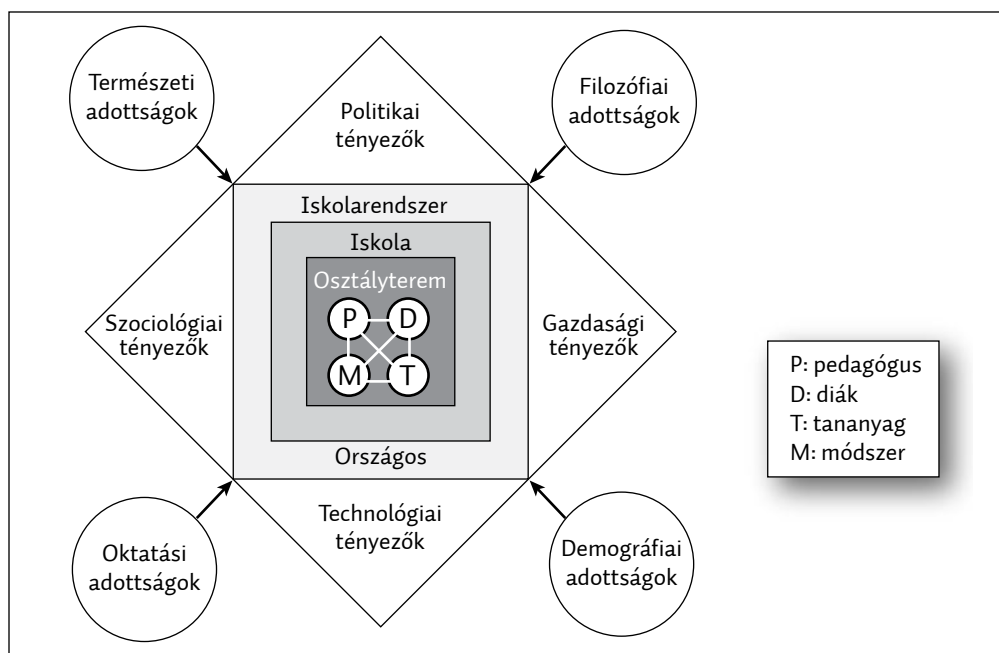 Természeti
adottságok
Filozófiai
adottságok
Politikai
tényezők
Iskolarendszer
Iskola
Osztályterem
P
D
M
T
Szociológiai
tényezők
Gazdasági
tényezők
Országos
Technológiai
tényezők
Oktatási
adottságok
Demográfiai
adottságok
P: pedagógus
D: diák
T: tananyag
M: módszer